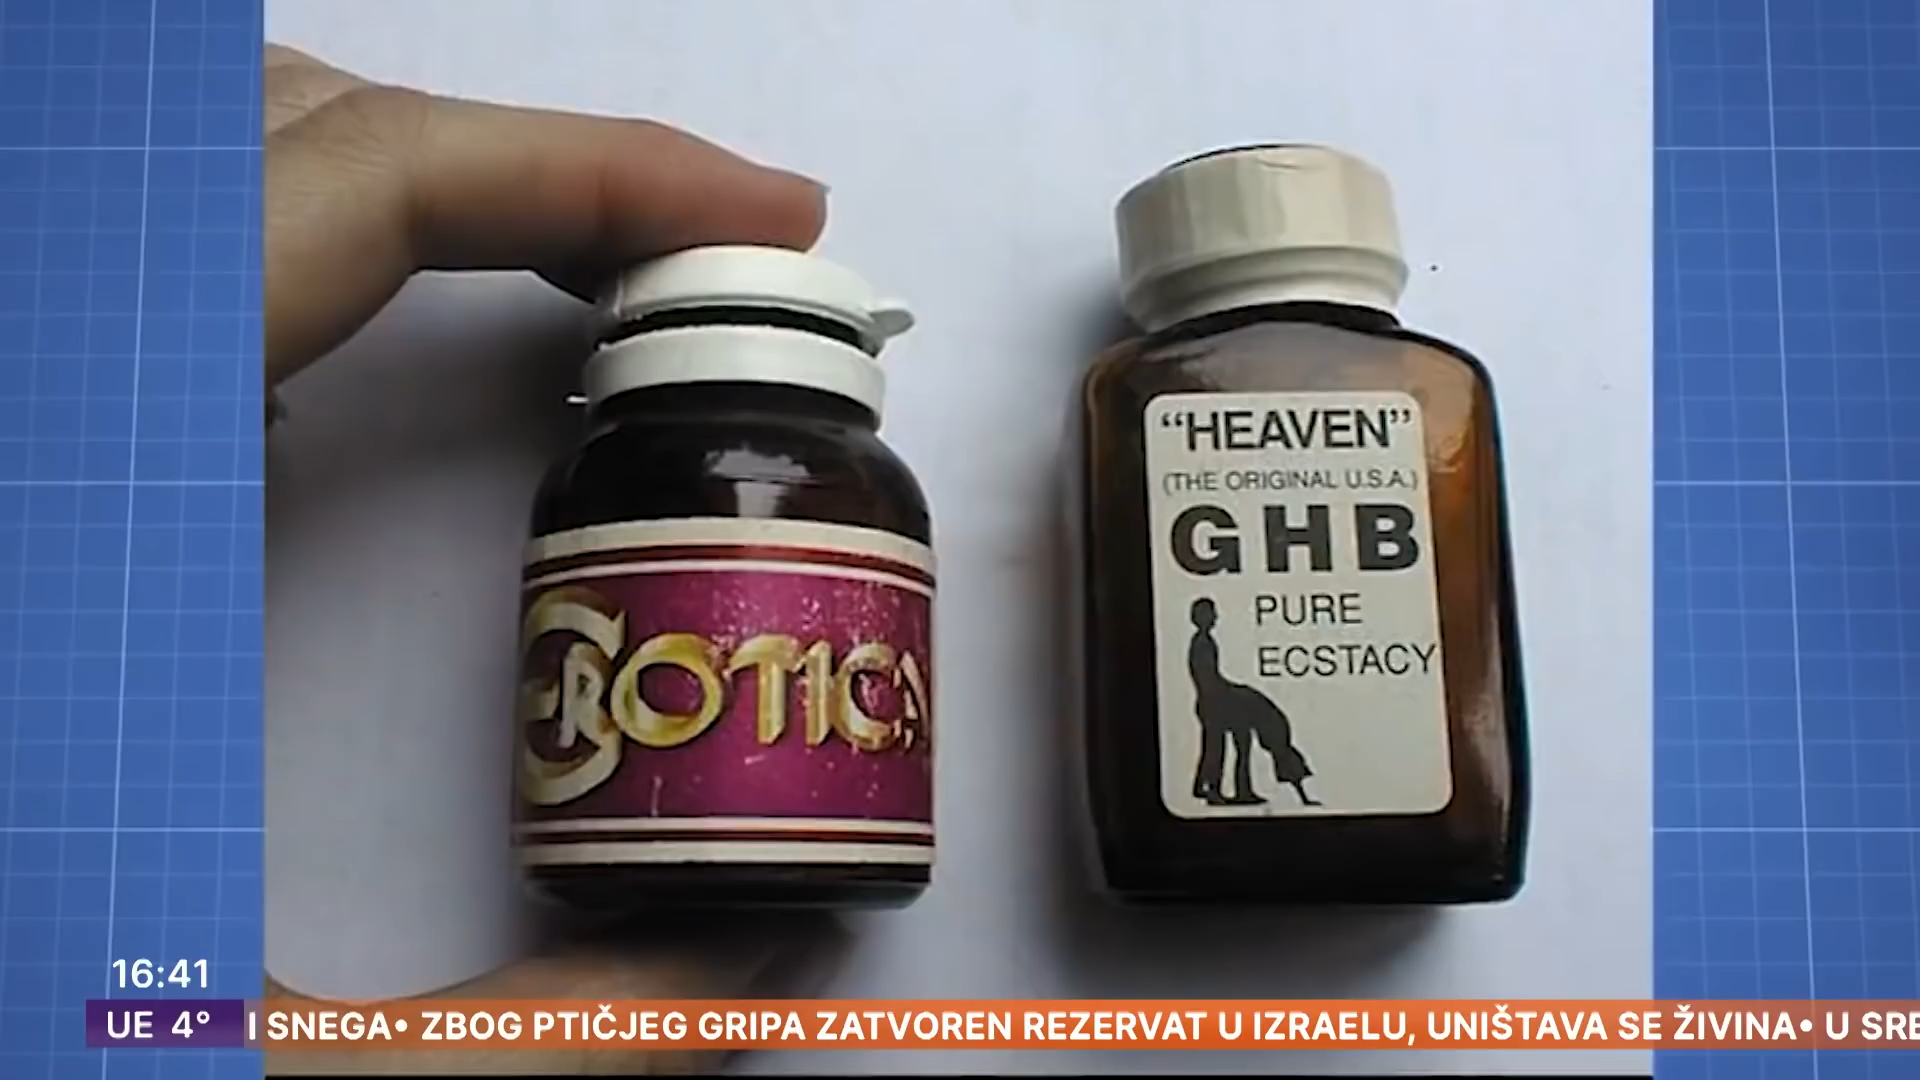 EROTICA
“HEAVEN”
(THE ORIGINAL U.S.A.)
GHB
PURE
ECSTACY
16:41
UE 4°
I SNEGA• ZBOG PTIČJEG GRIPA ZATVOREN REZERVAT U IZRAELU, UNIŠTAVA SE ŽIVINA• U SRE